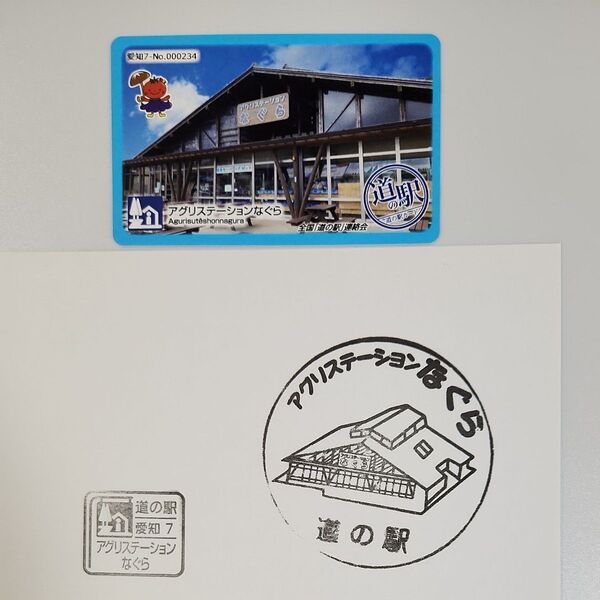 愛知7-No.000234
アグリステーション
なぐら
アグリステーションなぐら
Agurisutēshonnagura
道の駅
全国「道の駅」連絡会
アグリステーションなぐら
なぐら
道の駅
道の駅
愛知 7
アグリステーション
なぐら